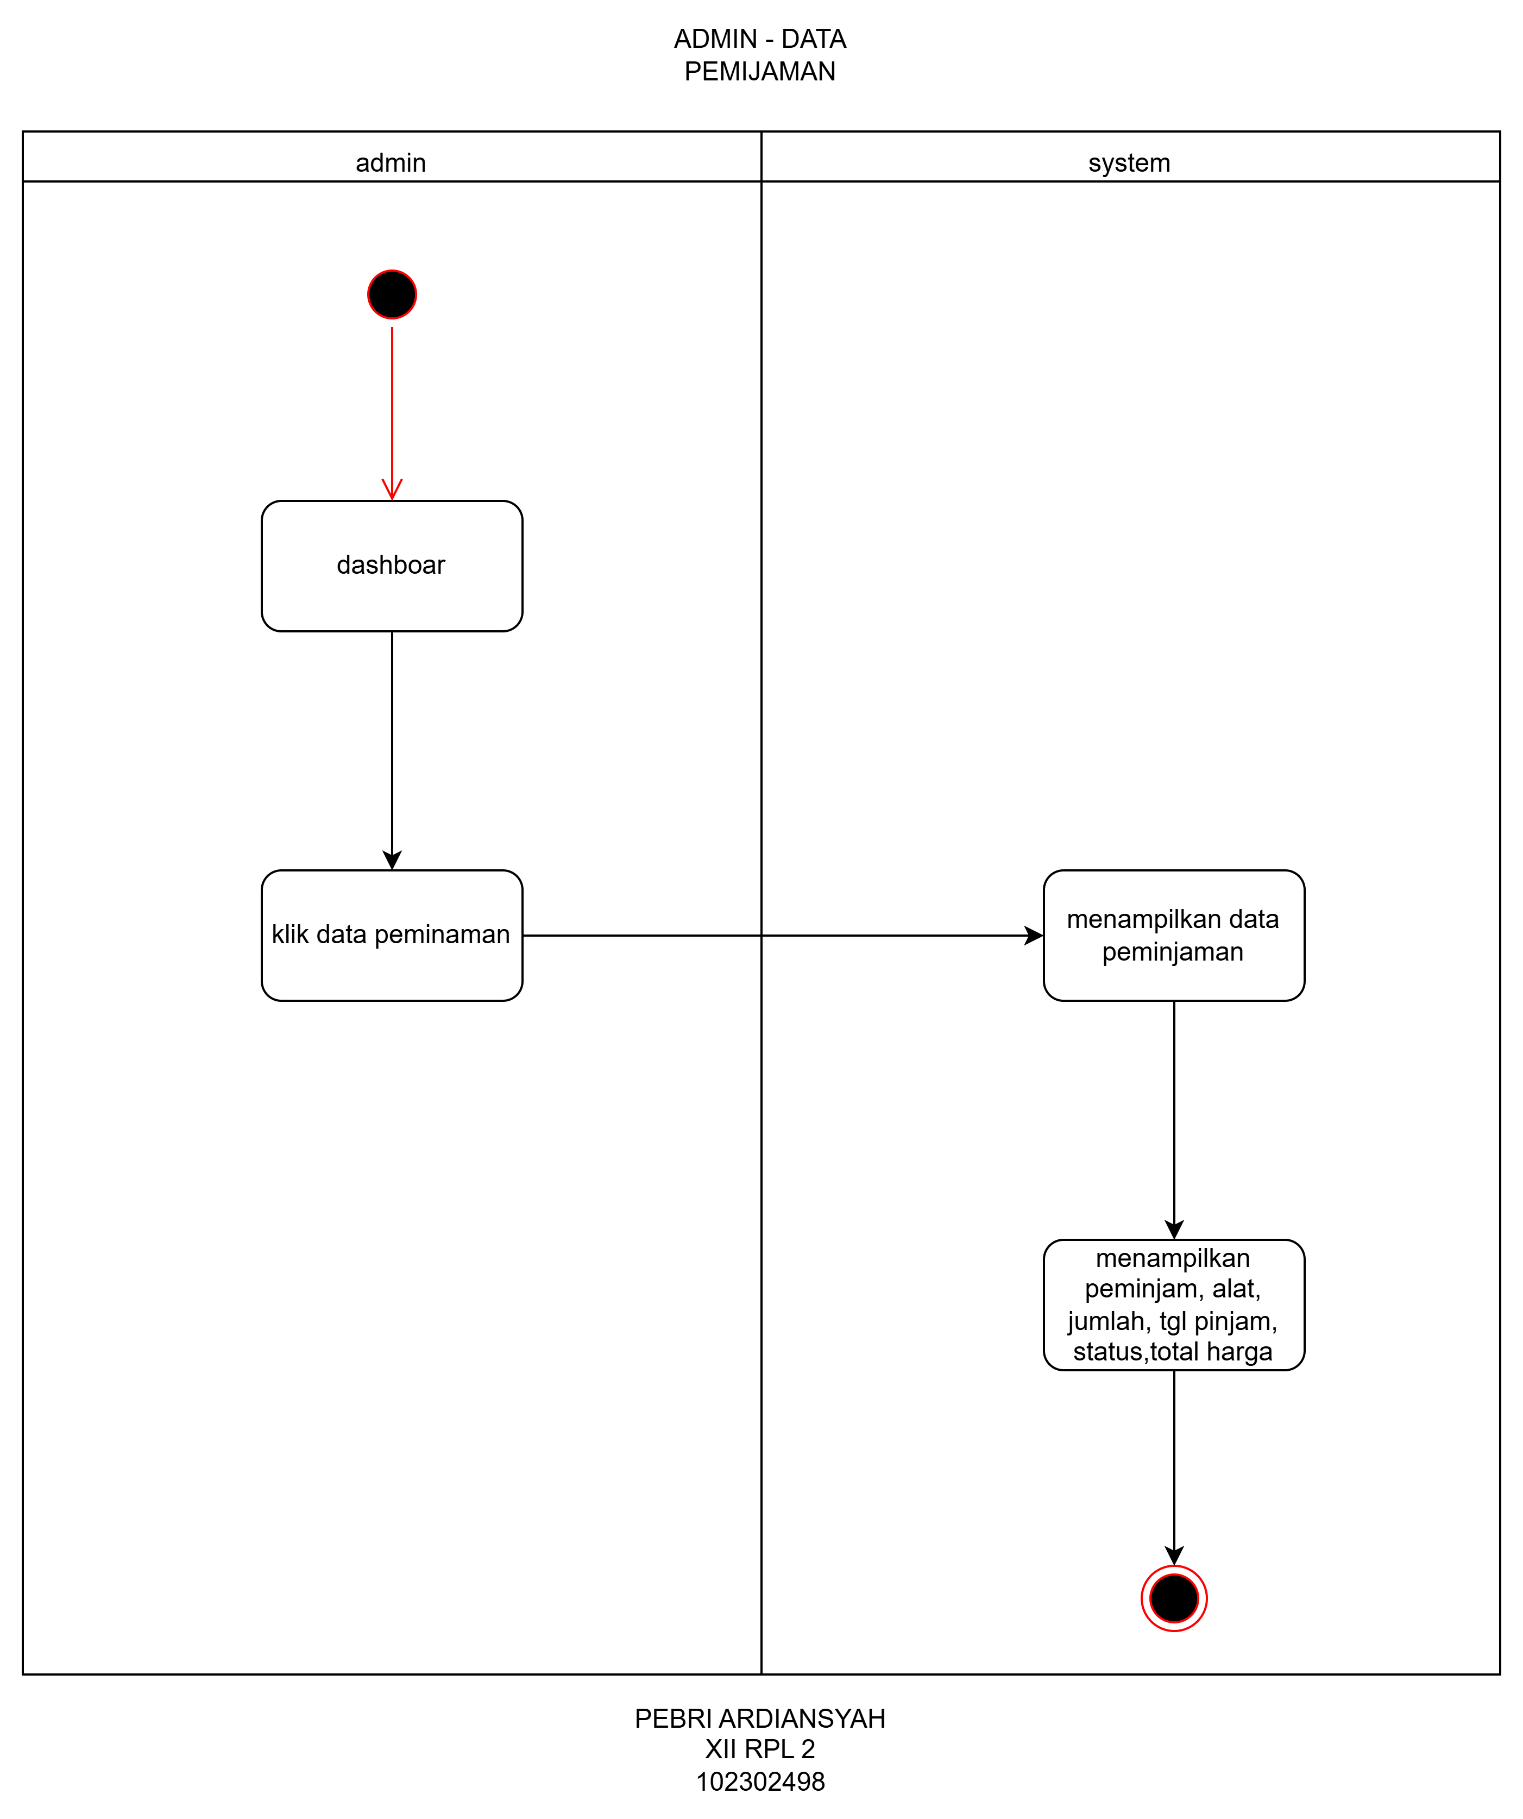 ADMIN - DATA
PEMIJAMAN
admin
system
dashboar
klik data peminaman
menampilkan data
peminjaman
menampilkan
peminjam, alat,
jumlah, tgl pinjam,
status,total harga
PEBRI ARDIANSYAH
XII RPL 2
102302498